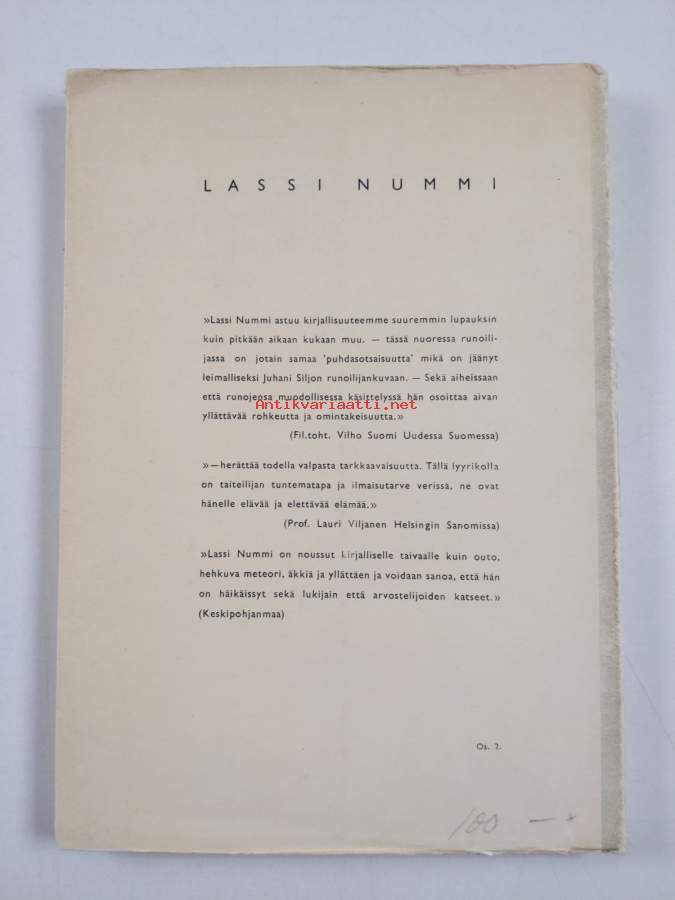 LASSI NUMMI
»Lassi Nummi astuu kirjallisuuteemme suuremmin lupauksin
kuin pitkään aikaan kukaan muu. — tässä nuoressa runoili-
jassa on jotain samaa 'puhdasotsaisuutta' mikä on jäänyt
leimalliseksi Juhani Siljon runoilijankuvaan. — Sekä aiheissaan
että runojensa muodollisessa käsittelyssä hän osoittaa aivan
Antikvariaatti.net
yllättävää rohkeutta ja omintakeisuutta.»
(Fil.toht. Vilho Suomi Uudessa Suomessa)
»— herättää todella valpasta tarkkaavaisuutta. Tällä lyyrikolla
on taiteilijan tuntematapa ja ilmaisutarve verissä, ne ovat
hänelle elävää ja elettävää elämää.»
(Prof. Lauri Viljanen Helsingin Sanomissa)
»Lassi Nummi on noussut kirjalliselle taivaalle kuin outo,
hehkuva meteori, äkkiä ja yllättäen ja voidaan sanoa, että hän
on häikäissyt sekä lukijain että arvostelijoiden katseet.»
(Keskipohjanmaa)
Os. 2.
100 —